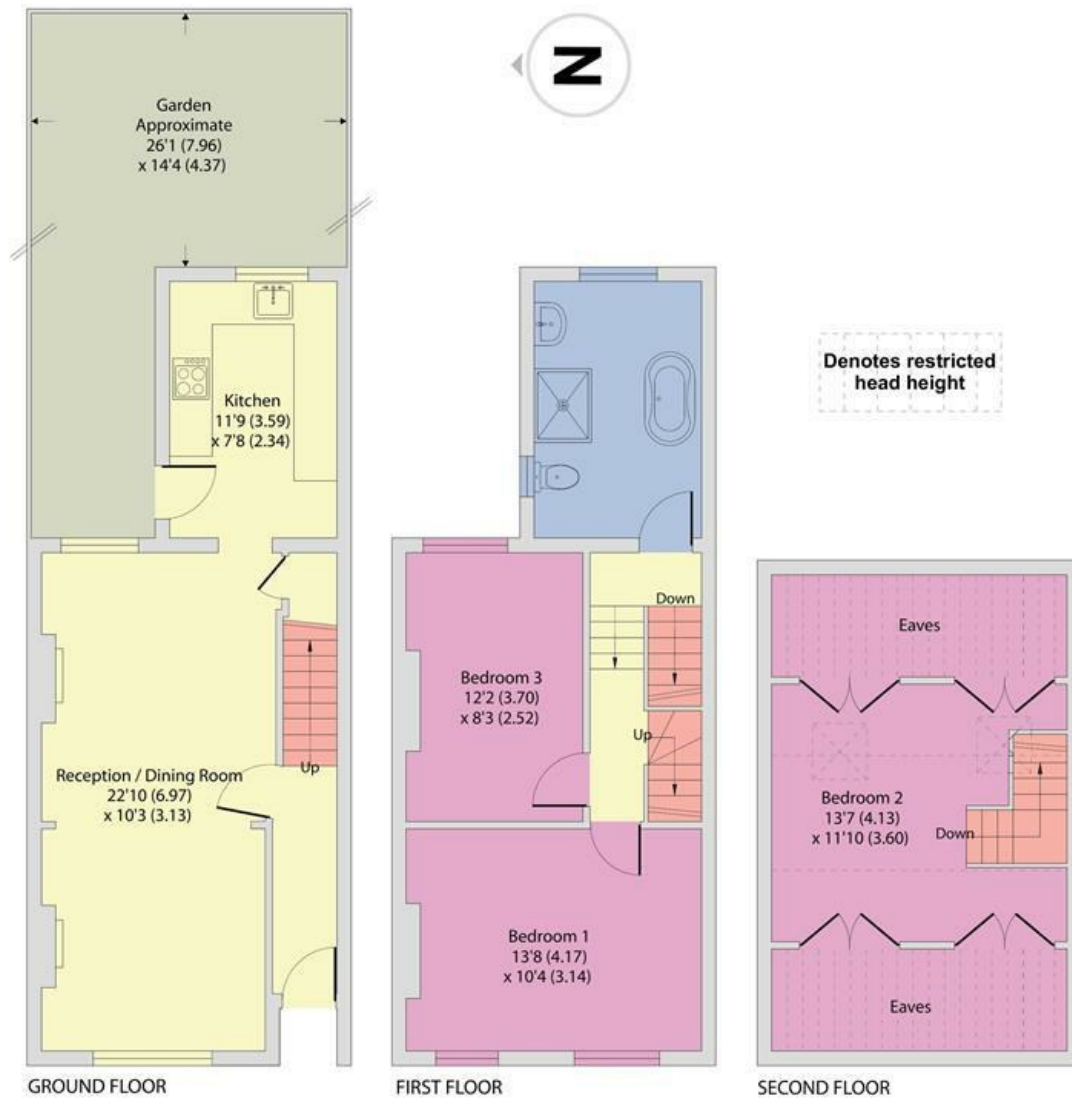 Garden
Approximate
26'1 (7.96)
x 14'4 (4.37)
N
Kitchen
11'9 (3.59)
x 7'8 (2.34)
Reception / Dining Room
22'10 (6.97)
x 10'3 (3.13)
Up
GROUND FLOOR
Down
Bedroom 3
12'2 (3.70)
x 8'3 (2.52)
Up
Bedroom 1
13'8 (4.17)
x 10'4 (3.14)
FIRST FLOOR
Denotes restricted
head height
Eaves
Bedroom 2
13'7 (4.13)
x 11'10 (3.60)
Down
Eaves
SECOND FLOOR